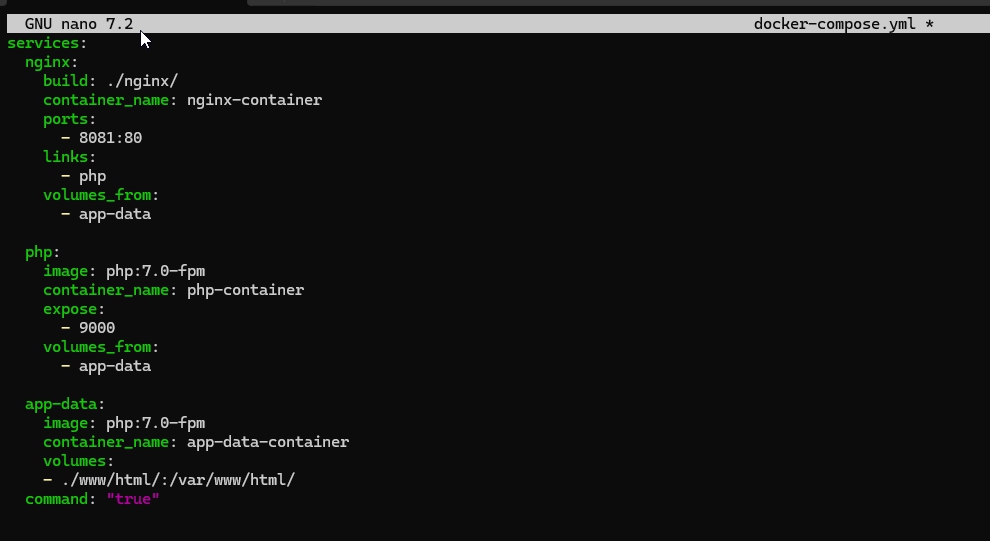 GNU nano 7.2 docker-compose.yml *
services:
  nginx:
    build: ./nginx/
    container_name: nginx-container
    ports:
      - 8081:80
    links:
      - php
    volumes_from:
      - app-data

  php:
    image: php:7.0-fpm
    container_name: php-container
    expose:
      - 9000
    volumes_from:
      - app-data

  app-data:
    image: php:7.0-fpm
    container_name: app-data-container
    volumes:
    - ./www/html/:/var/www/html/
  command: "true"